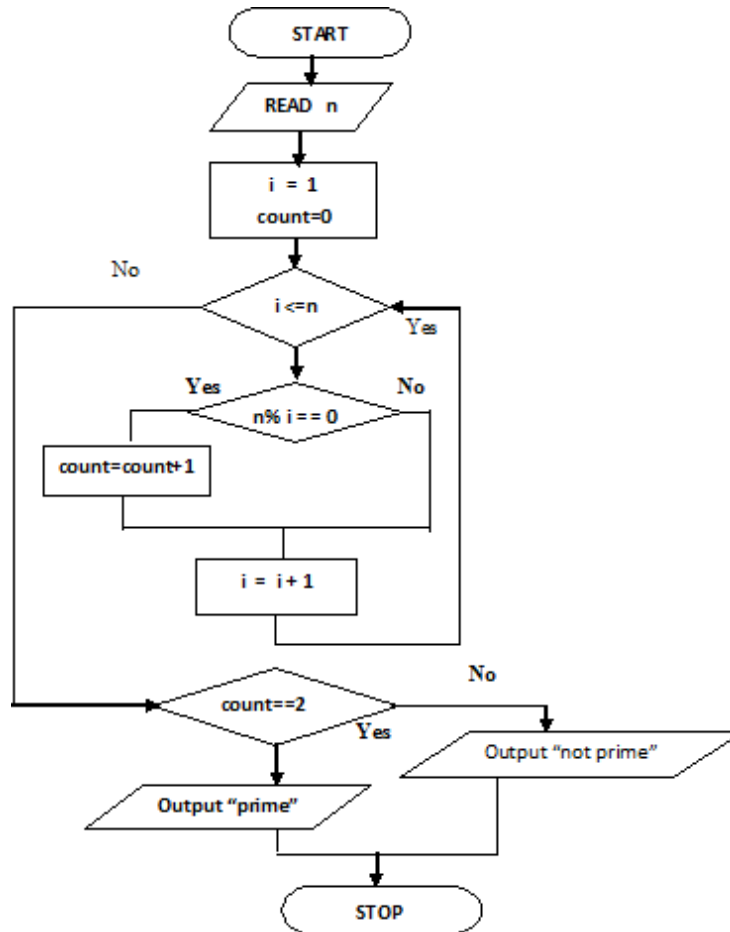 START
READ n
i = 1
count=0
No
i <=n
Yes
Yes
No
n% i == 0
count=count+1
i = i + 1
No
count==2
Yes
Output “not prime”
Output “prime”
STOP